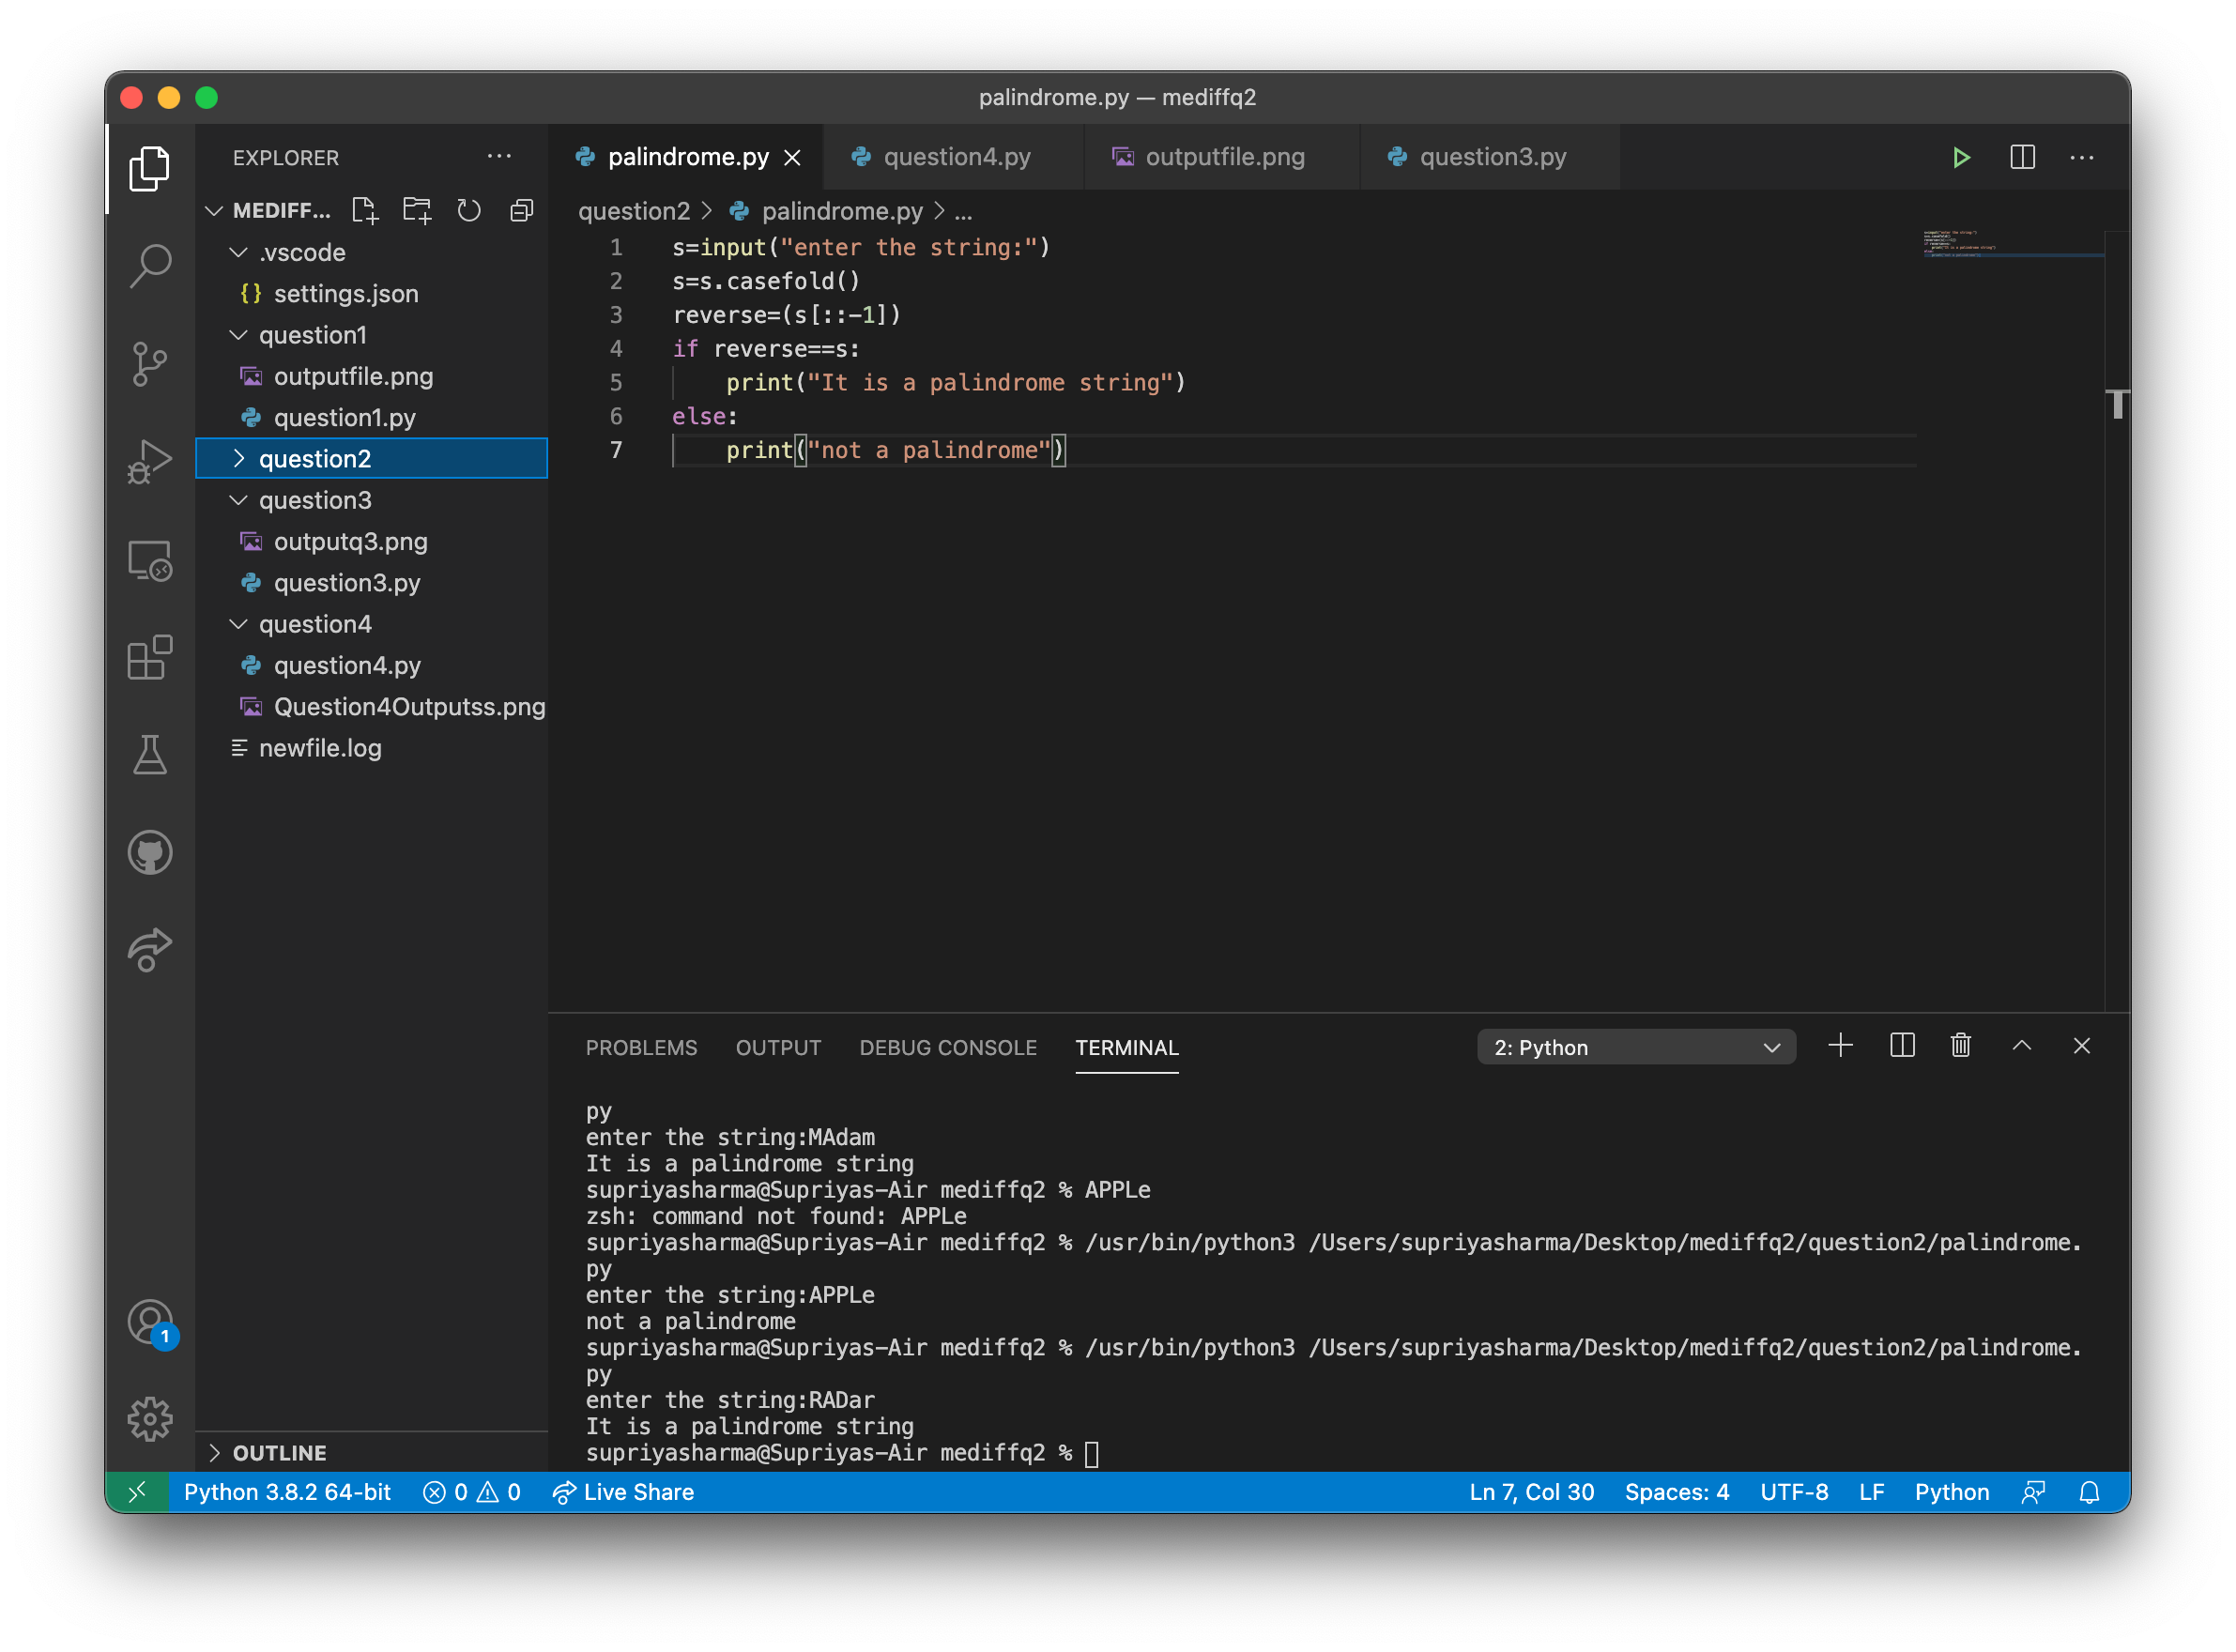 palindrome.py — mediffq2
EXPLORER
MEDIFF...
.vscode
{} settings.json
question1
outputfile.png
question1.py
question2
question3
outputq3.png
question3.py
question4
question4.py
Question4Outputss.png
newfile.log
OUTLINE
palindrome.py question4.py outputfile.png question3.py
question2 > palindrome.py > ...
1 s=input("enter the string:")
2 s=s.casefold()
3 reverse=(s[::-1])
4 if reverse==s:
5 print("It is a palindrome string")
6 else:
7 print("not a palindrome")
PROBLEMS OUTPUT DEBUG CONSOLE TERMINAL 2: Python
py
enter the string:MAdam
It is a palindrome string
supriyasharma@Supriyas-Air mediffq2 % APPLe
zsh: command not found: APPLe
supriyasharma@Supriyas-Air mediffq2 % /usr/bin/python3 /Users/supriyasharma/Desktop/mediffq2/question2/palindrome.
py
enter the string:APPLe
not a palindrome
supriyasharma@Supriyas-Air mediffq2 % /usr/bin/python3 /Users/supriyasharma/Desktop/mediffq2/question2/palindrome.
py
enter the string:RADar
It is a palindrome string
supriyasharma@Supriyas-Air mediffq2 %
1
Python 3.8.2 64-bit 0 0 Live Share Ln 7, Col 30 Spaces: 4 UTF-8 LF Python